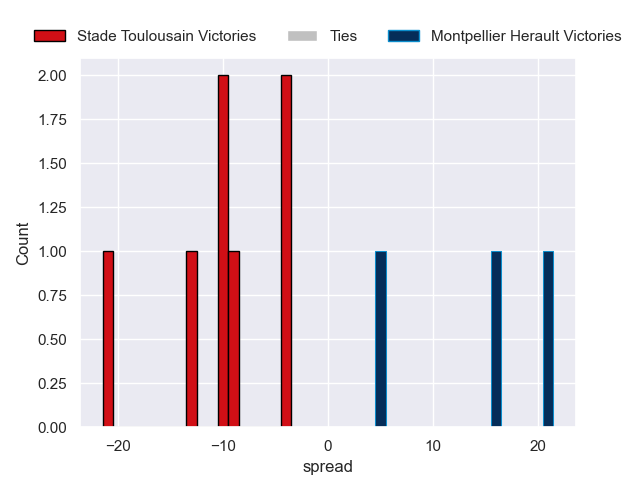 Stade Toulousain Victories Ties Montpellier Herault Victories
2.00
1.75
1.50
1.25
1.00
0.75
0.50
0.25
0.00
Count
−20 −10 0 10 20
spread